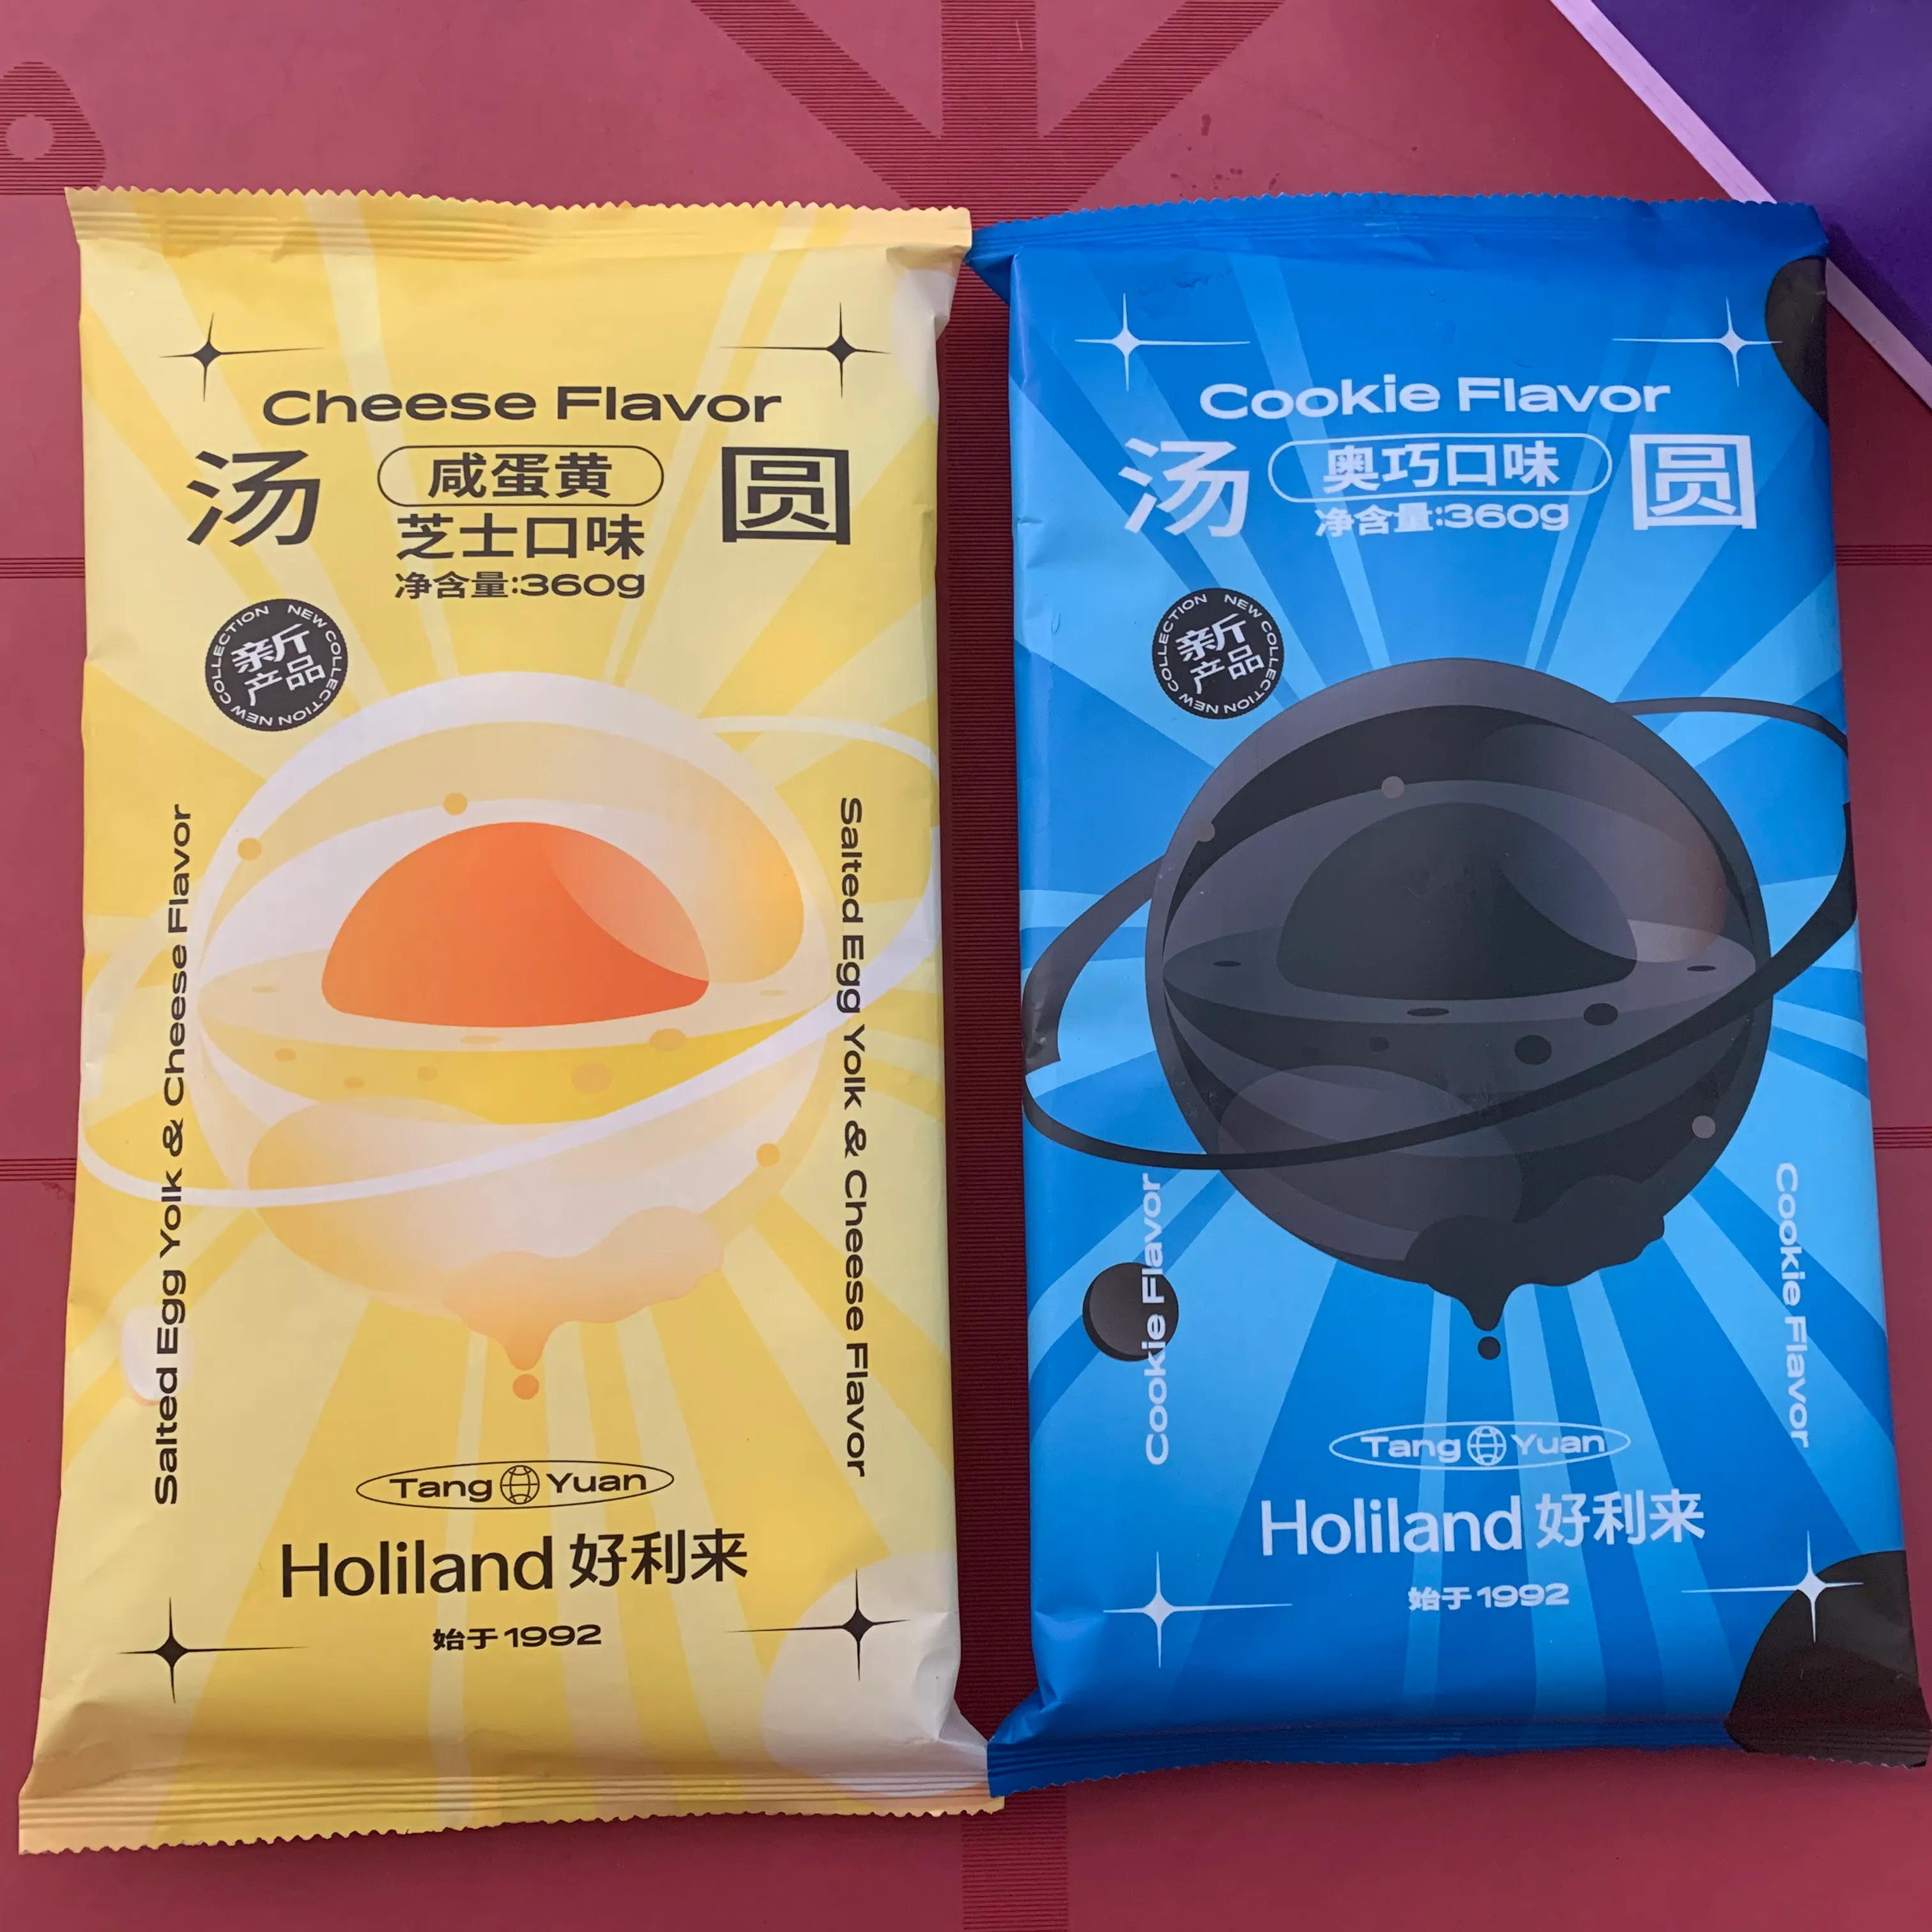 Cheese Flavor
汤 圆
咸蛋黄
芝士口味
净含量:360g
NEW COLLECTION NEW COLLECTION
新
产品
Salted Egg Yolk & Cheese Flavor
Salted Egg Yolk & Cheese Flavor
Tang Yuan
Holiland 好利来
始于1992
Cookie Flavor
汤 圆
奥巧口味
净含量:360g
NEW COLLECTION NEW COLLECTION
新
产品
Cookie Flavor
Cookie Flavor
Tang Yuan
Holiland 好利来
始于1992